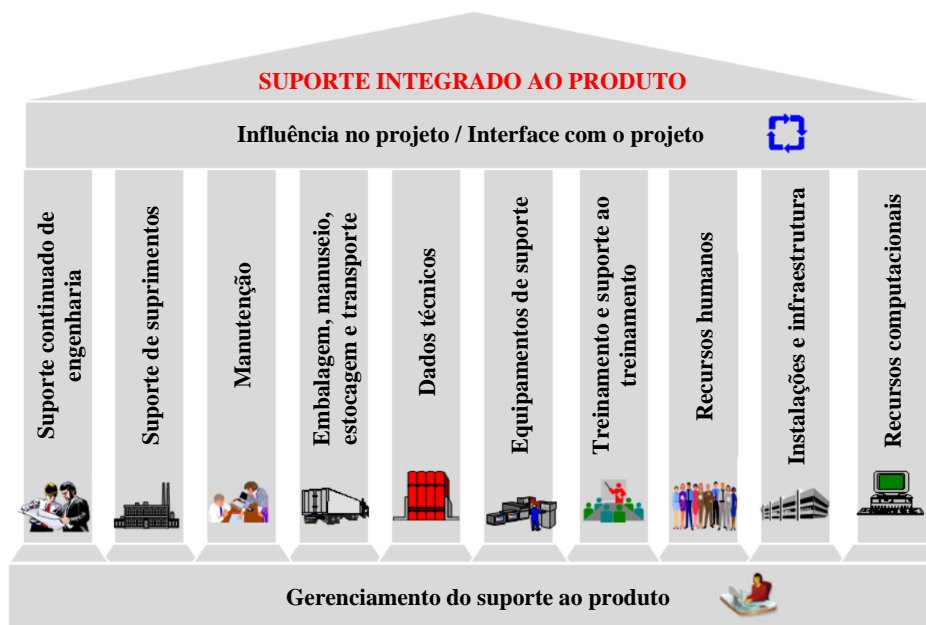 SUPORTE INTEGRADO AO PRODUTO
Influência no projeto / Interface com o projeto
Suporte continuado de
engenharia
Suporte de suprimentos
Manutenção
Embalagem, manuseio,
estocagem e transporte
Dados técnicos
Equipamentos de suporte
Treinamento e suporte ao
treinamento
Recursos humanos
Instalações e infraestrutura
Recursos computacionais
Gerenciamento do suporte ao produto